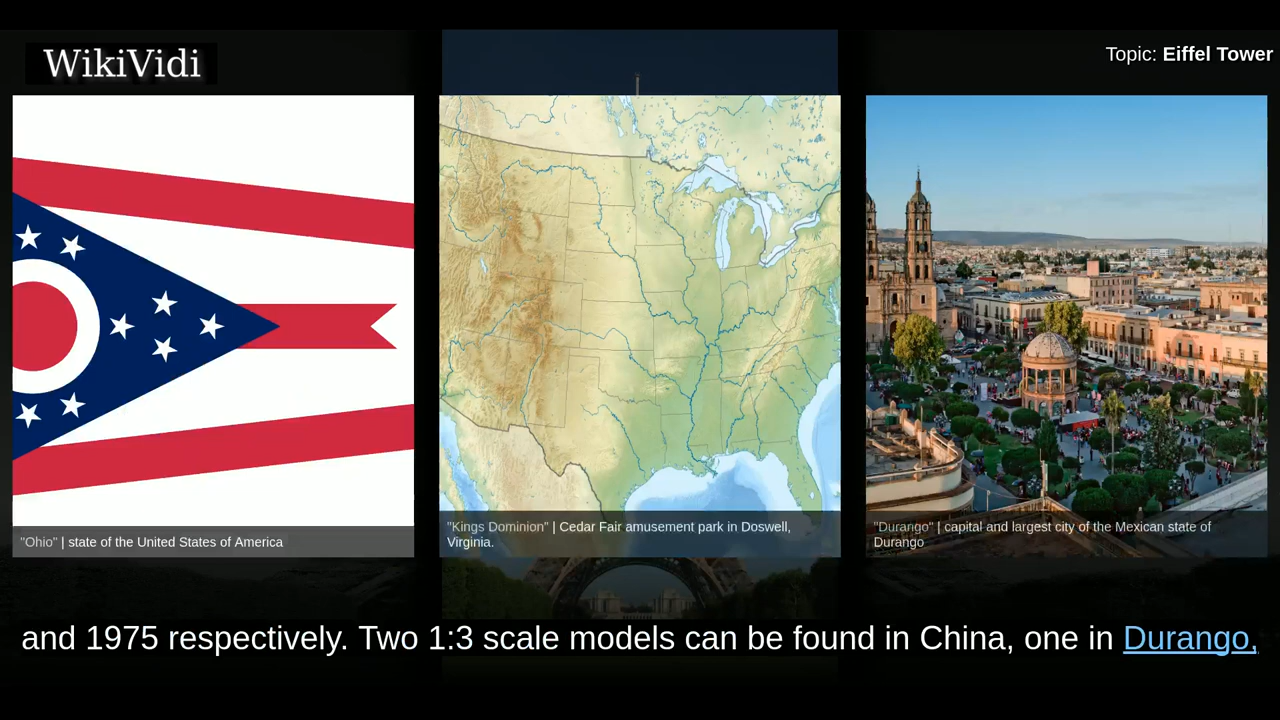 WikiVidi
Topic: Eiffel Tower
"Ohio" | state of the United States of America
"Kings Dominion" | Cedar Fair amusement park in Doswell,
Virginia.
"Durango" | capital and largest city of the Mexican state of
Durango
and 1975 respectively. Two 1:3 scale models can be found in China, one in Durango,